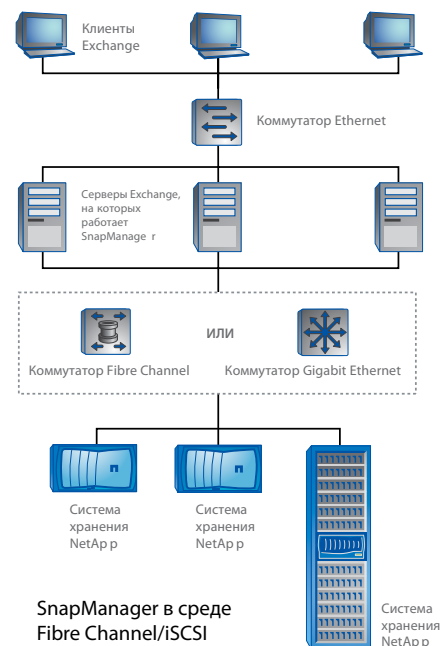 Клиенты
Exchange
Коммутатор Ethernet
Серверы Exchange,
на которых
работает
SnapManage r
или
Коммутатор Fibre Channel
Коммутатор Gigabit Ethernet
Система
хранения
NetAp p
Система
хранения
NetAp p
Система
хранения
NetAp p
SnapManager в среде
Fibre Channel/iSCSI